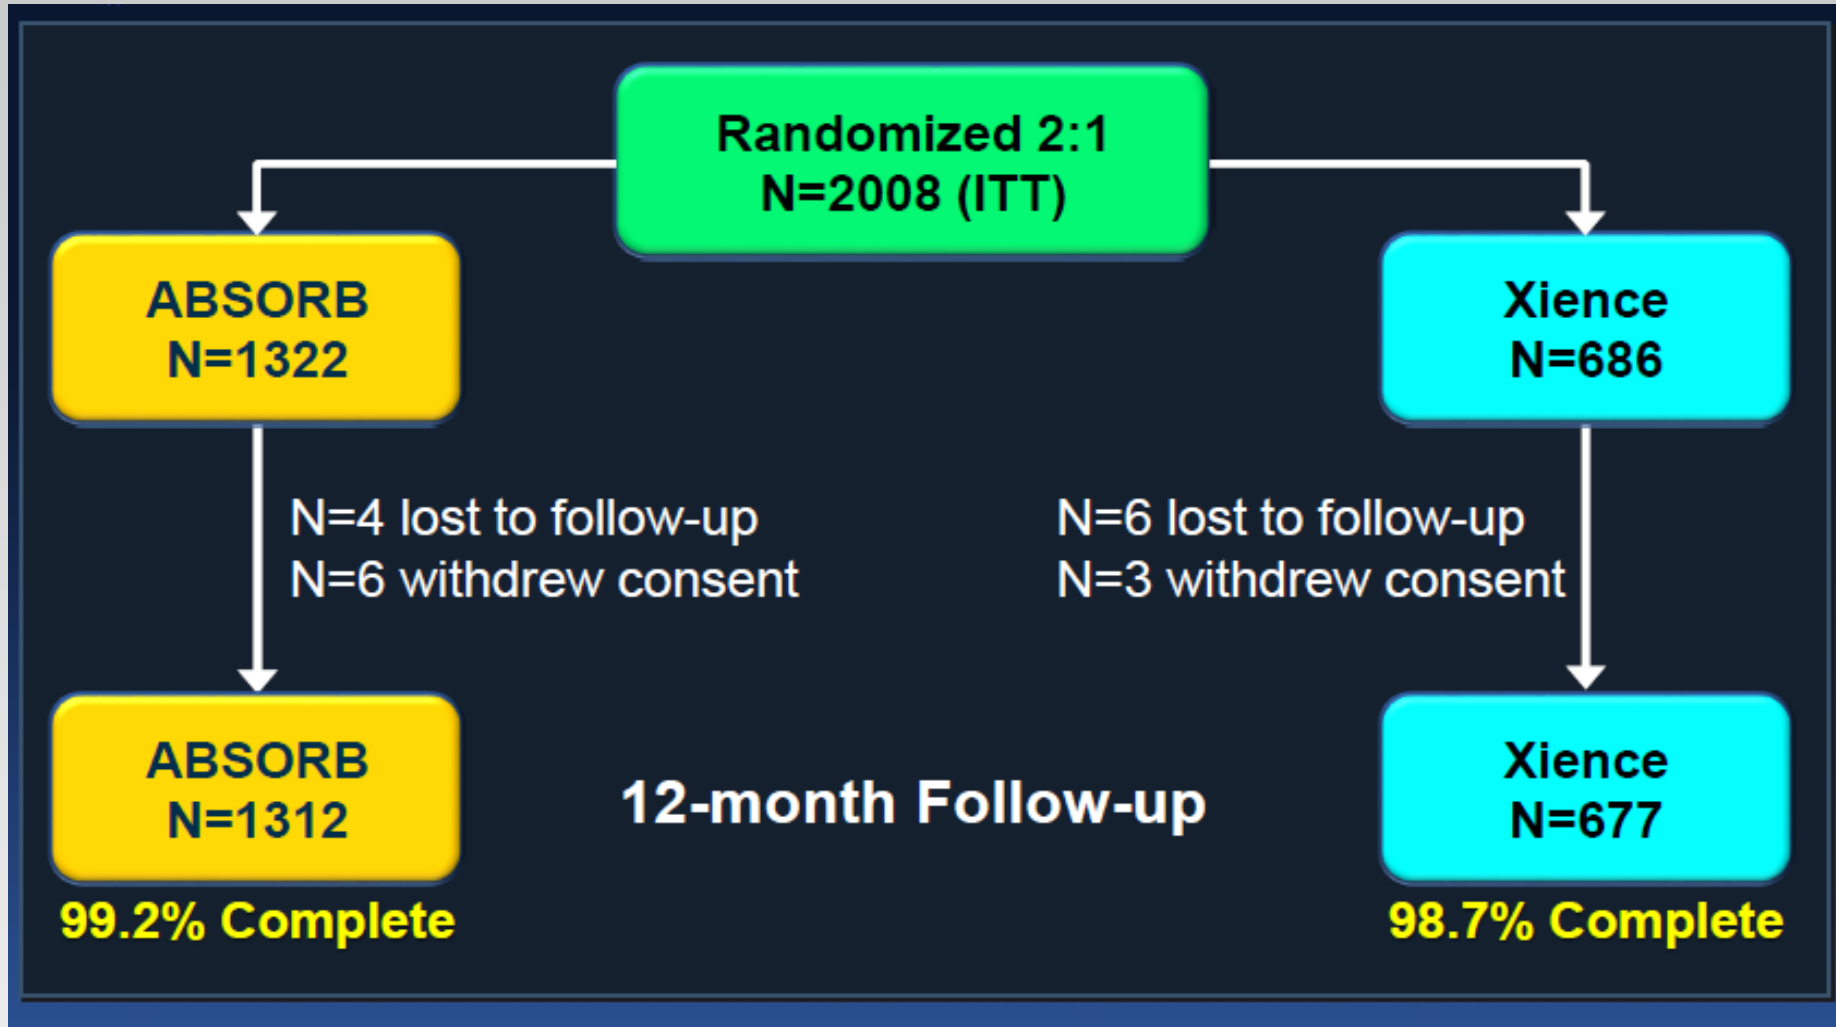 Randomized 2:1
N=2008 (ITT)
ABSORB
N=1322
Xience
N=686
N=4 lost to follow-up
N=6 withdrew consent
N=6 lost to follow-up
N=3 withdrew consent
ABSORB
N=1312
12-month Follow-up
Xience
N=677
99.2% Complete
98.7% Complete